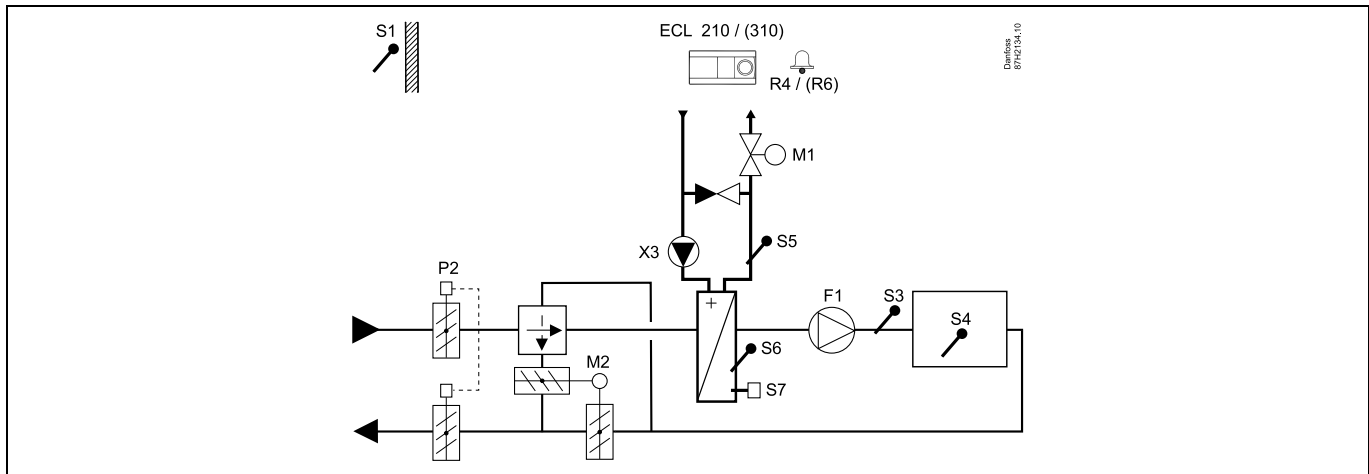 S1
ECL 210 / (310)
R4 / (R6)
Danfoss
87H2134.10
M1
X3
S5
P2
F1
S3
S4
+
S6
M2
S7